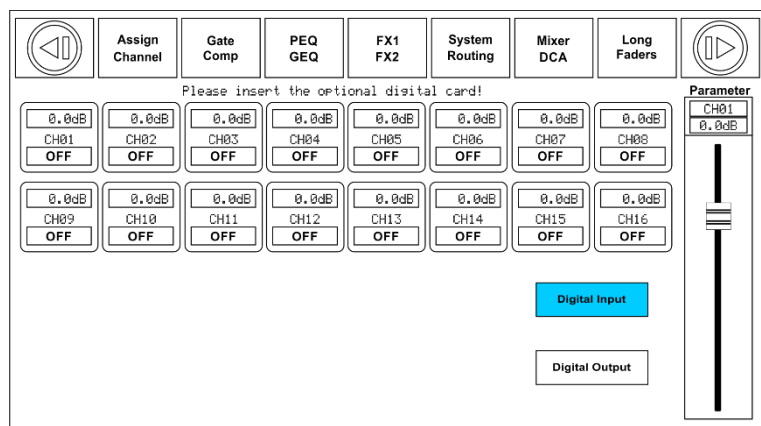 Assign Channel
Gate Comp
PEQ GEQ
FX1 FX2
System Routing
Mixer DCA
Long Faders
Please insert the optional digital card!
Parameter
CH01
0.0dB
0.0dB 0.0dB 0.0dB 0.0dB 0.0dB 0.0dB 0.0dB 0.0dB
CH01 CH02 CH03 CH04 CH05 CH06 CH07 CH08
OFF OFF OFF OFF OFF OFF OFF OFF
0.0dB 0.0dB 0.0dB 0.0dB 0.0dB 0.0dB 0.0dB 0.0dB
CH09 CH10 CH11 CH12 CH13 CH14 CH15 CH16
OFF OFF OFF OFF OFF OFF OFF OFF
Digital Input
Digital Output